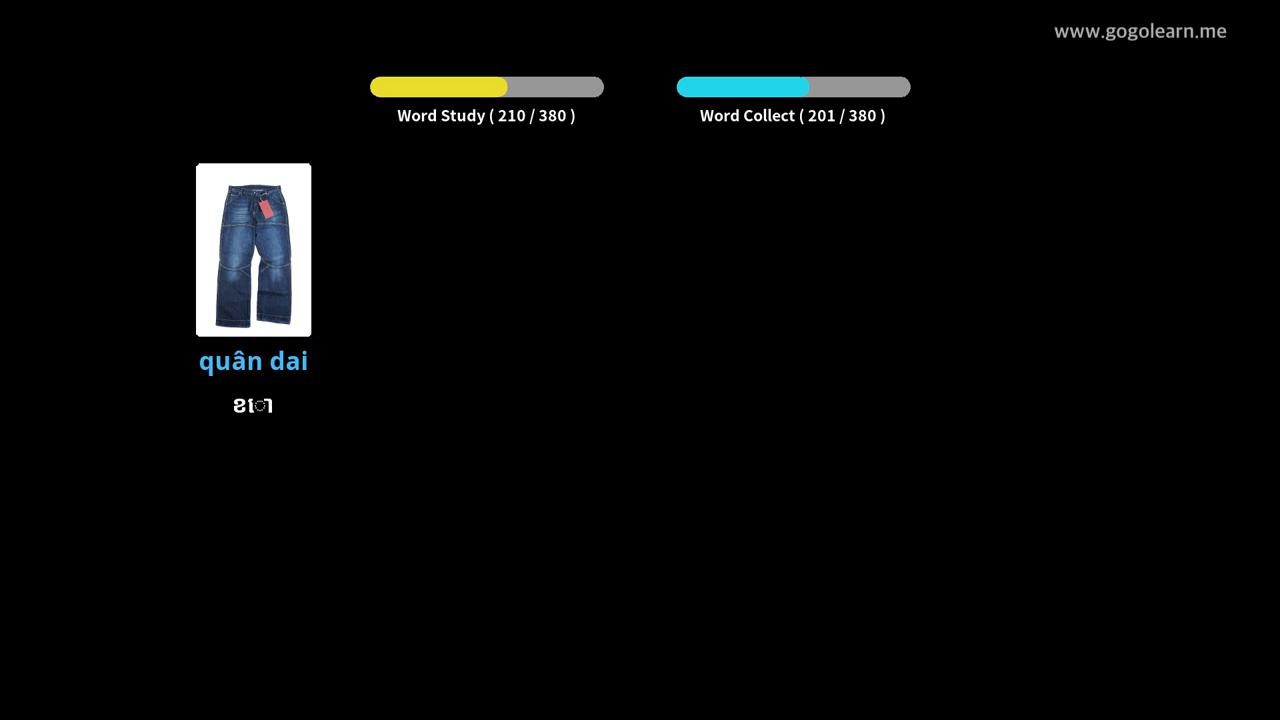 www.gogolearn.me
Word Study ( 210 / 380 )
Word Collect ( 201 / 380 )
quân dai
ខោ